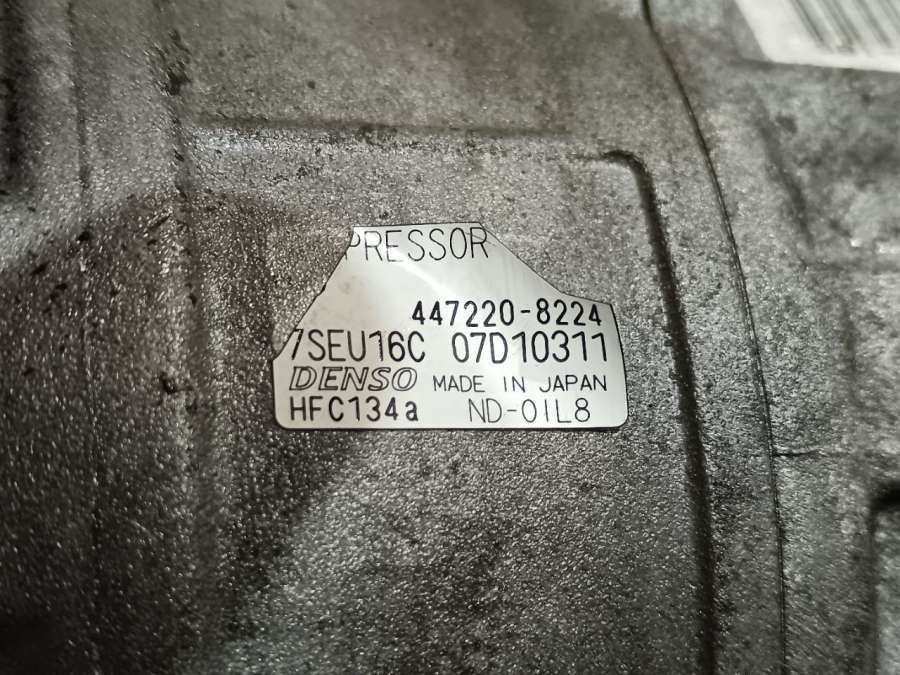 PRESSOR
447220-8224
7SEU16C 07D10311
DENSO MADE IN JAPAN
HFC134a ND-OIL8